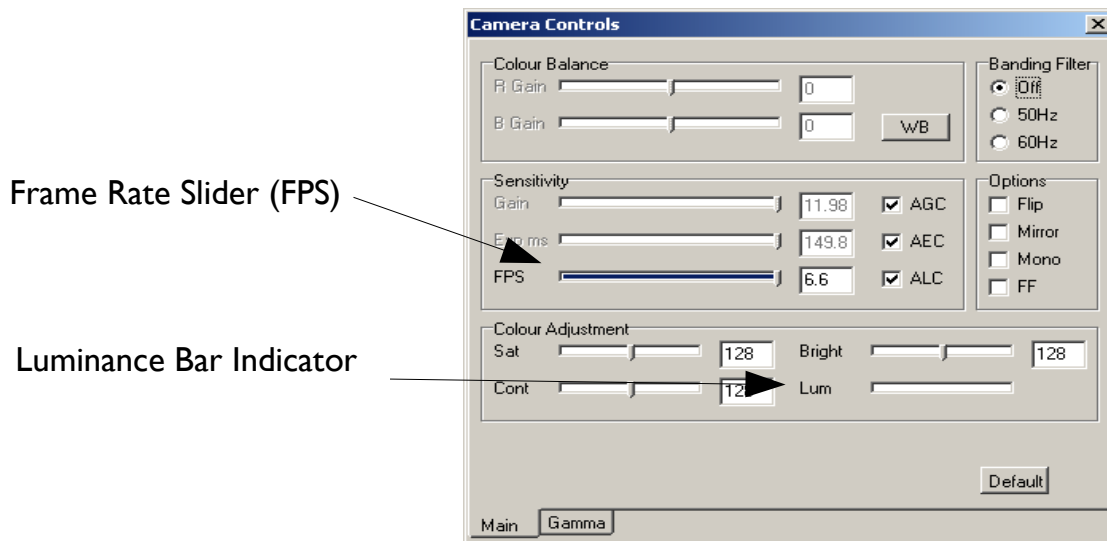 Camera Controls
Colour Balance
R Gain 0
B Gain 0 WB
Banding Filter
Off
50Hz
60Hz
Frame Rate Slider (FPS)
Sensitivity
Gain 11.98 AGC
Exp ms 149.8 AEC
FPS 6.6 ALC
Options
Flip
Mirror
Mono
FF
Luminance Bar Indicator
Colour Adjustment
Sat 128 Bright 128
Cont Lum
Default
Main Gamma